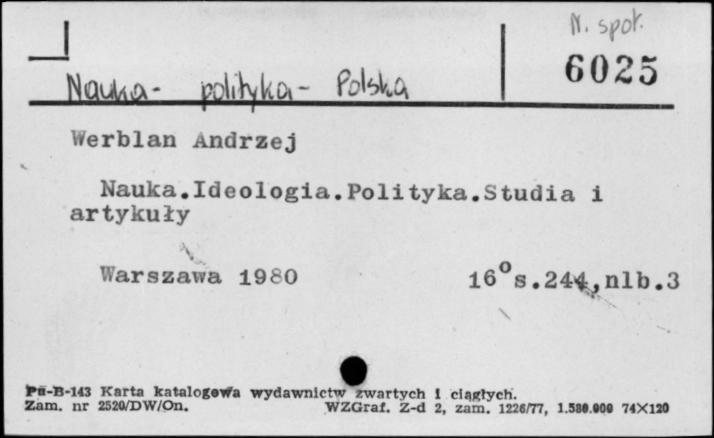 N. społ.
6025
Nauka- polityka- Polska
Werblan Andrzej
Nauka.Ideologia.Polityka.Studia i
artykuły
Warszawa 1980 16°s.244,nlb.3
Pu-B-143 Karta katalogowa wydawnictw zwartych i ciągłych.
Zam. nr 2520/DW/On. WZGraf. Z-d 2, zam. 1226/77, 1.580.000 74X120